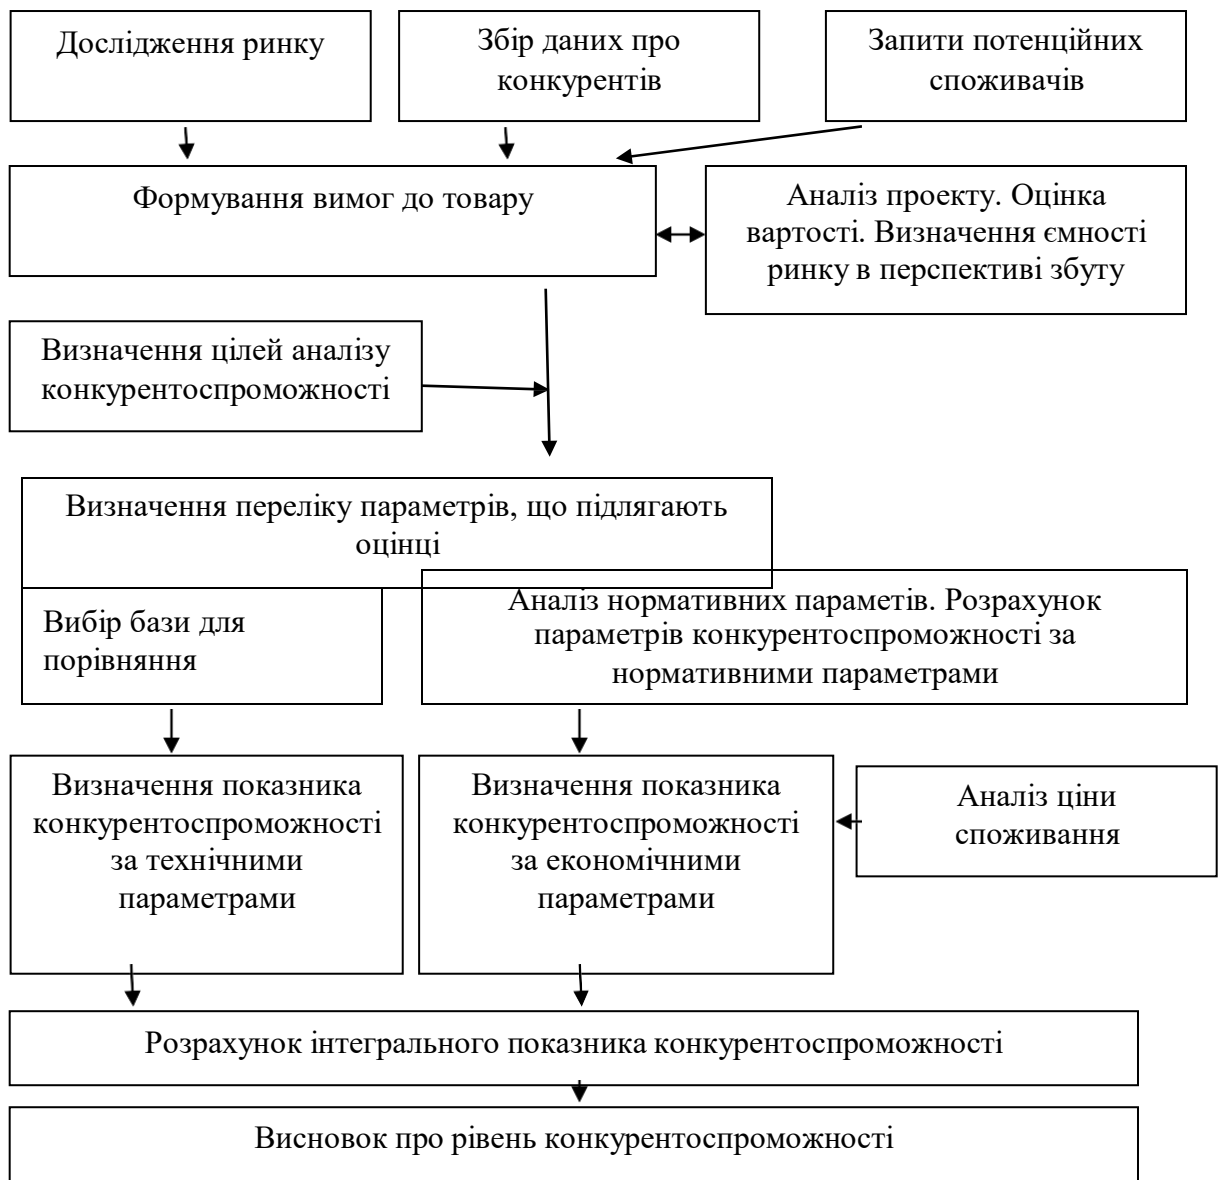 Дослідження ринку
Збір даних про
конкурентів
Запити потенційних
споживачів
Формування вимог до товару
Аналіз проекту. Оцінка
вартості. Визначення ємності
ринку в перспективі збуту
Визначення цілей аналізу
конкурентоспроможності
Визначення переліку параметрів, що підлягають
оцінці
Вибір бази для
порівняння
Аналіз нормативних параметів. Розрахунок
параметрів конкурентоспроможності за
нормативними параметрами
Визначення показника
конкурентоспроможності
за технічними
параметрами
Визначення показника
конкурентоспроможності
за економічними
параметрами
Аналіз ціни
споживання
Розрахунок інтегрального показника конкурентоспроможності
Висновок про рівень конкурентоспроможності